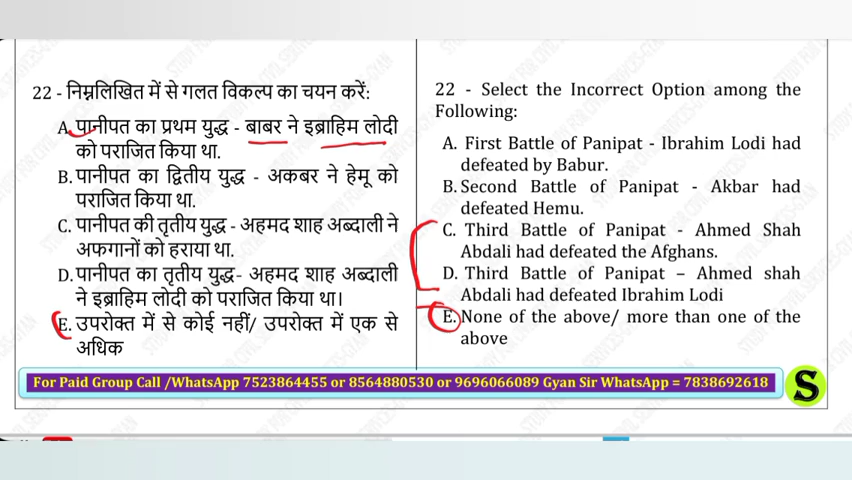 22 - निम्नलिखित में से गलत विकल्प का चयन करें:
A. पानीपत का प्रथम युद्ध - बाबर ने इब्राहिम लोदी
को पराजित किया था.
B. पानीपत का द्वितीय युद्ध - अकबर ने हेमू को
पराजित किया था.
C. पानीपत की तृतीय युद्ध - अहमद शाह अब्दाली ने
अफगानों को हराया था.
D. पानीपत का तृतीय युद्ध- अहमद शाह अब्दाली
ने इब्राहिम लोदी को पराजित किया था।
E. उपरोक्त में से कोई नहीं/ उपरोक्त में एक से
अधिक
22 - Select the Incorrect Option among the
Following:
A. First Battle of Panipat - Ibrahim Lodi had
defeated by Babur.
B. Second Battle of Panipat - Akbar had
defeated Hemu.
C. Third Battle of Panipat - Ahmed Shah
Abdali had defeated the Afghans.
D. Third Battle of Panipat – Ahmed shah
Abdali had defeated Ibrahim Lodi
E. None of the above/ more than one of the
above
For Paid Group Call /WhatsApp 7523864455 or 8564880530 or 9696066089 Gyan Sir WhatsApp = 7838692618
S